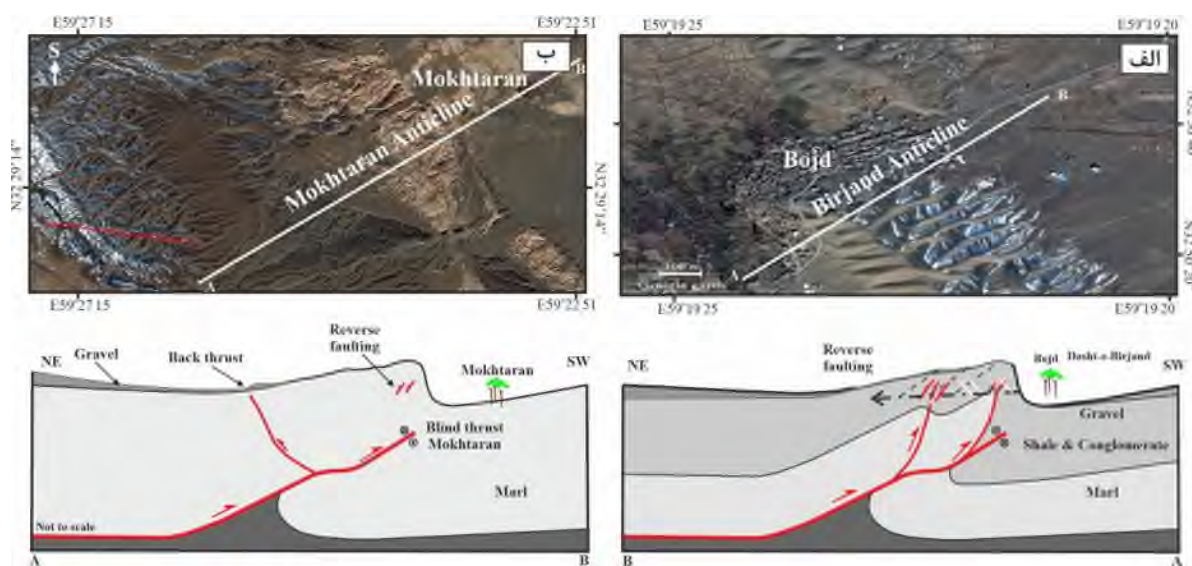 E59°27 15
E59°22 51
S
ب
Mokhtaran
B
Mokhtaran Anticline
N32°29'14"
N32°29'14"
A
E59°27 15
E59°22 51
NE
Gravel
Back thrust
Reverse
faulting
Mokhtaran
SW
Blind thrust
Mokhtaran
Marl
Not to scale
A
B
E59°19 25
E59°19 20
الف
B
Bojd
Birjand Anticline
A
E59°19 25
E59°19 20
NE
Reverse
faulting
Bojd
Dasht-e-Birjand
SW
Gravel
Shale & Conglomerate
Marl
B
A